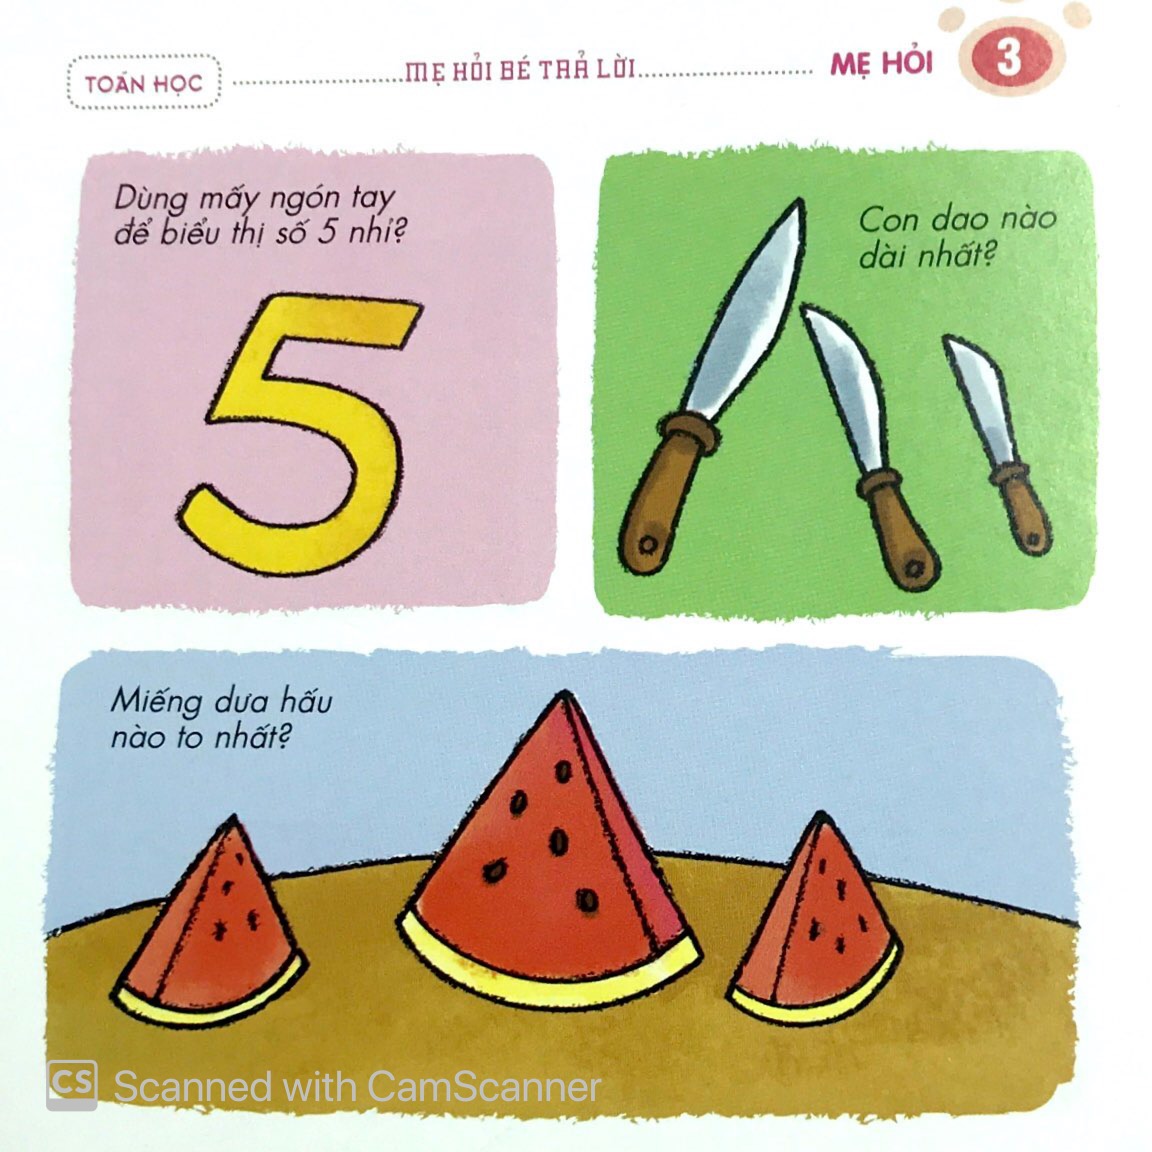 TOÁN HỌC
MẸ HỎI BÉ TRẢ LỜI
MẸ HỎI
3
Dùng mấy ngón tay
để biểu thị số 5 nhỉ?
5
Con dao nào
dài nhất?
Miếng dưa hấu
nào to nhất?
CS Scanned with CamScanner